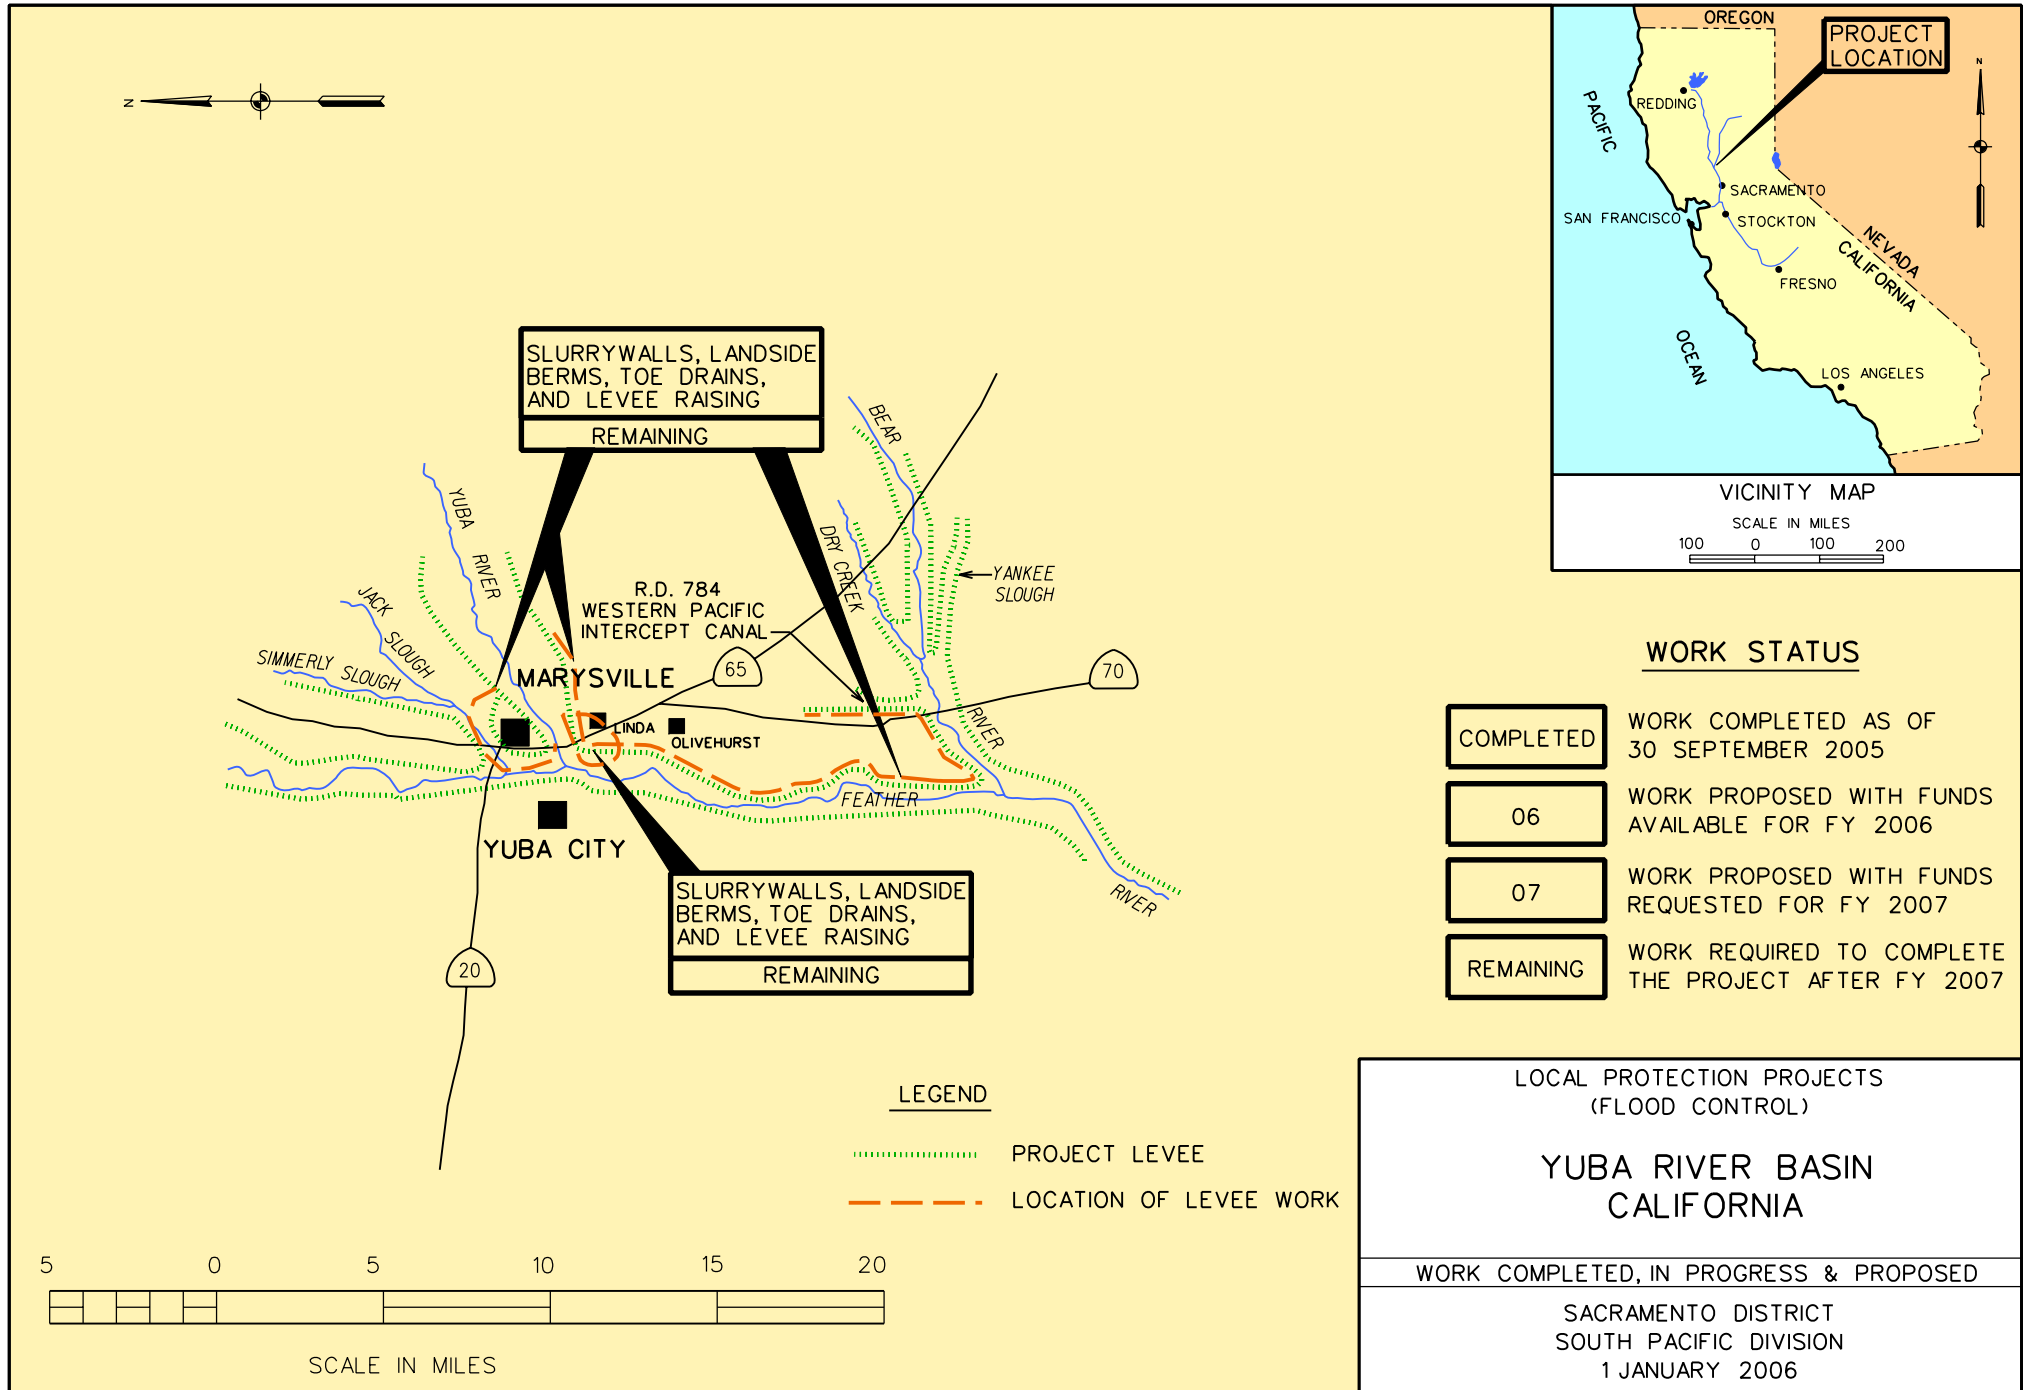 N
SLURRYWALLS, LANDSIDE
BERMS, TOE DRAINS,
AND LEVEE RAISING
REMAINING
BEAR
YUBA RIVER
DRY CREEK
JACK SLOUGH
SIMMERLY SLOUGH
R.D. 784
WESTERN PACIFIC
INTERCEPT CANAL
YANKEE
SLOUGH
MARYSVILLE
65
70
LINDA
OLIVEHURST
RIVER
FEATHER
YUBA CITY
RIVER
SLURRYWALLS, LANDSIDE
BERMS, TOE DRAINS,
AND LEVEE RAISING
REMAINING
20
LEGEND
PROJECT LEVEE
LOCATION OF LEVEE WORK
5 0 5 10 15 20
SCALE IN MILES
OREGON
PROJECT
LOCATION
N
REDDING
PACIFIC
SACRAMENTO
SAN FRANCISCO
STOCKTON
NEVADA
CALIFORNIA
FRESNO
OCEAN
LOS ANGELES
VICINITY MAP
SCALE IN MILES
100 0 100 200
WORK STATUS
COMPLETED
WORK COMPLETED AS OF
30 SEPTEMBER 2005
06
WORK PROPOSED WITH FUNDS
AVAILABLE FOR FY 2006
07
WORK PROPOSED WITH FUNDS
REQUESTED FOR FY 2007
REMAINING
WORK REQUIRED TO COMPLETE
THE PROJECT AFTER FY 2007
LOCAL PROTECTION PROJECTS
(FLOOD CONTROL)
YUBA RIVER BASIN
CALIFORNIA
WORK COMPLETED, IN PROGRESS & PROPOSED
SACRAMENTO DISTRICT
SOUTH PACIFIC DIVISION
1 JANUARY 2006